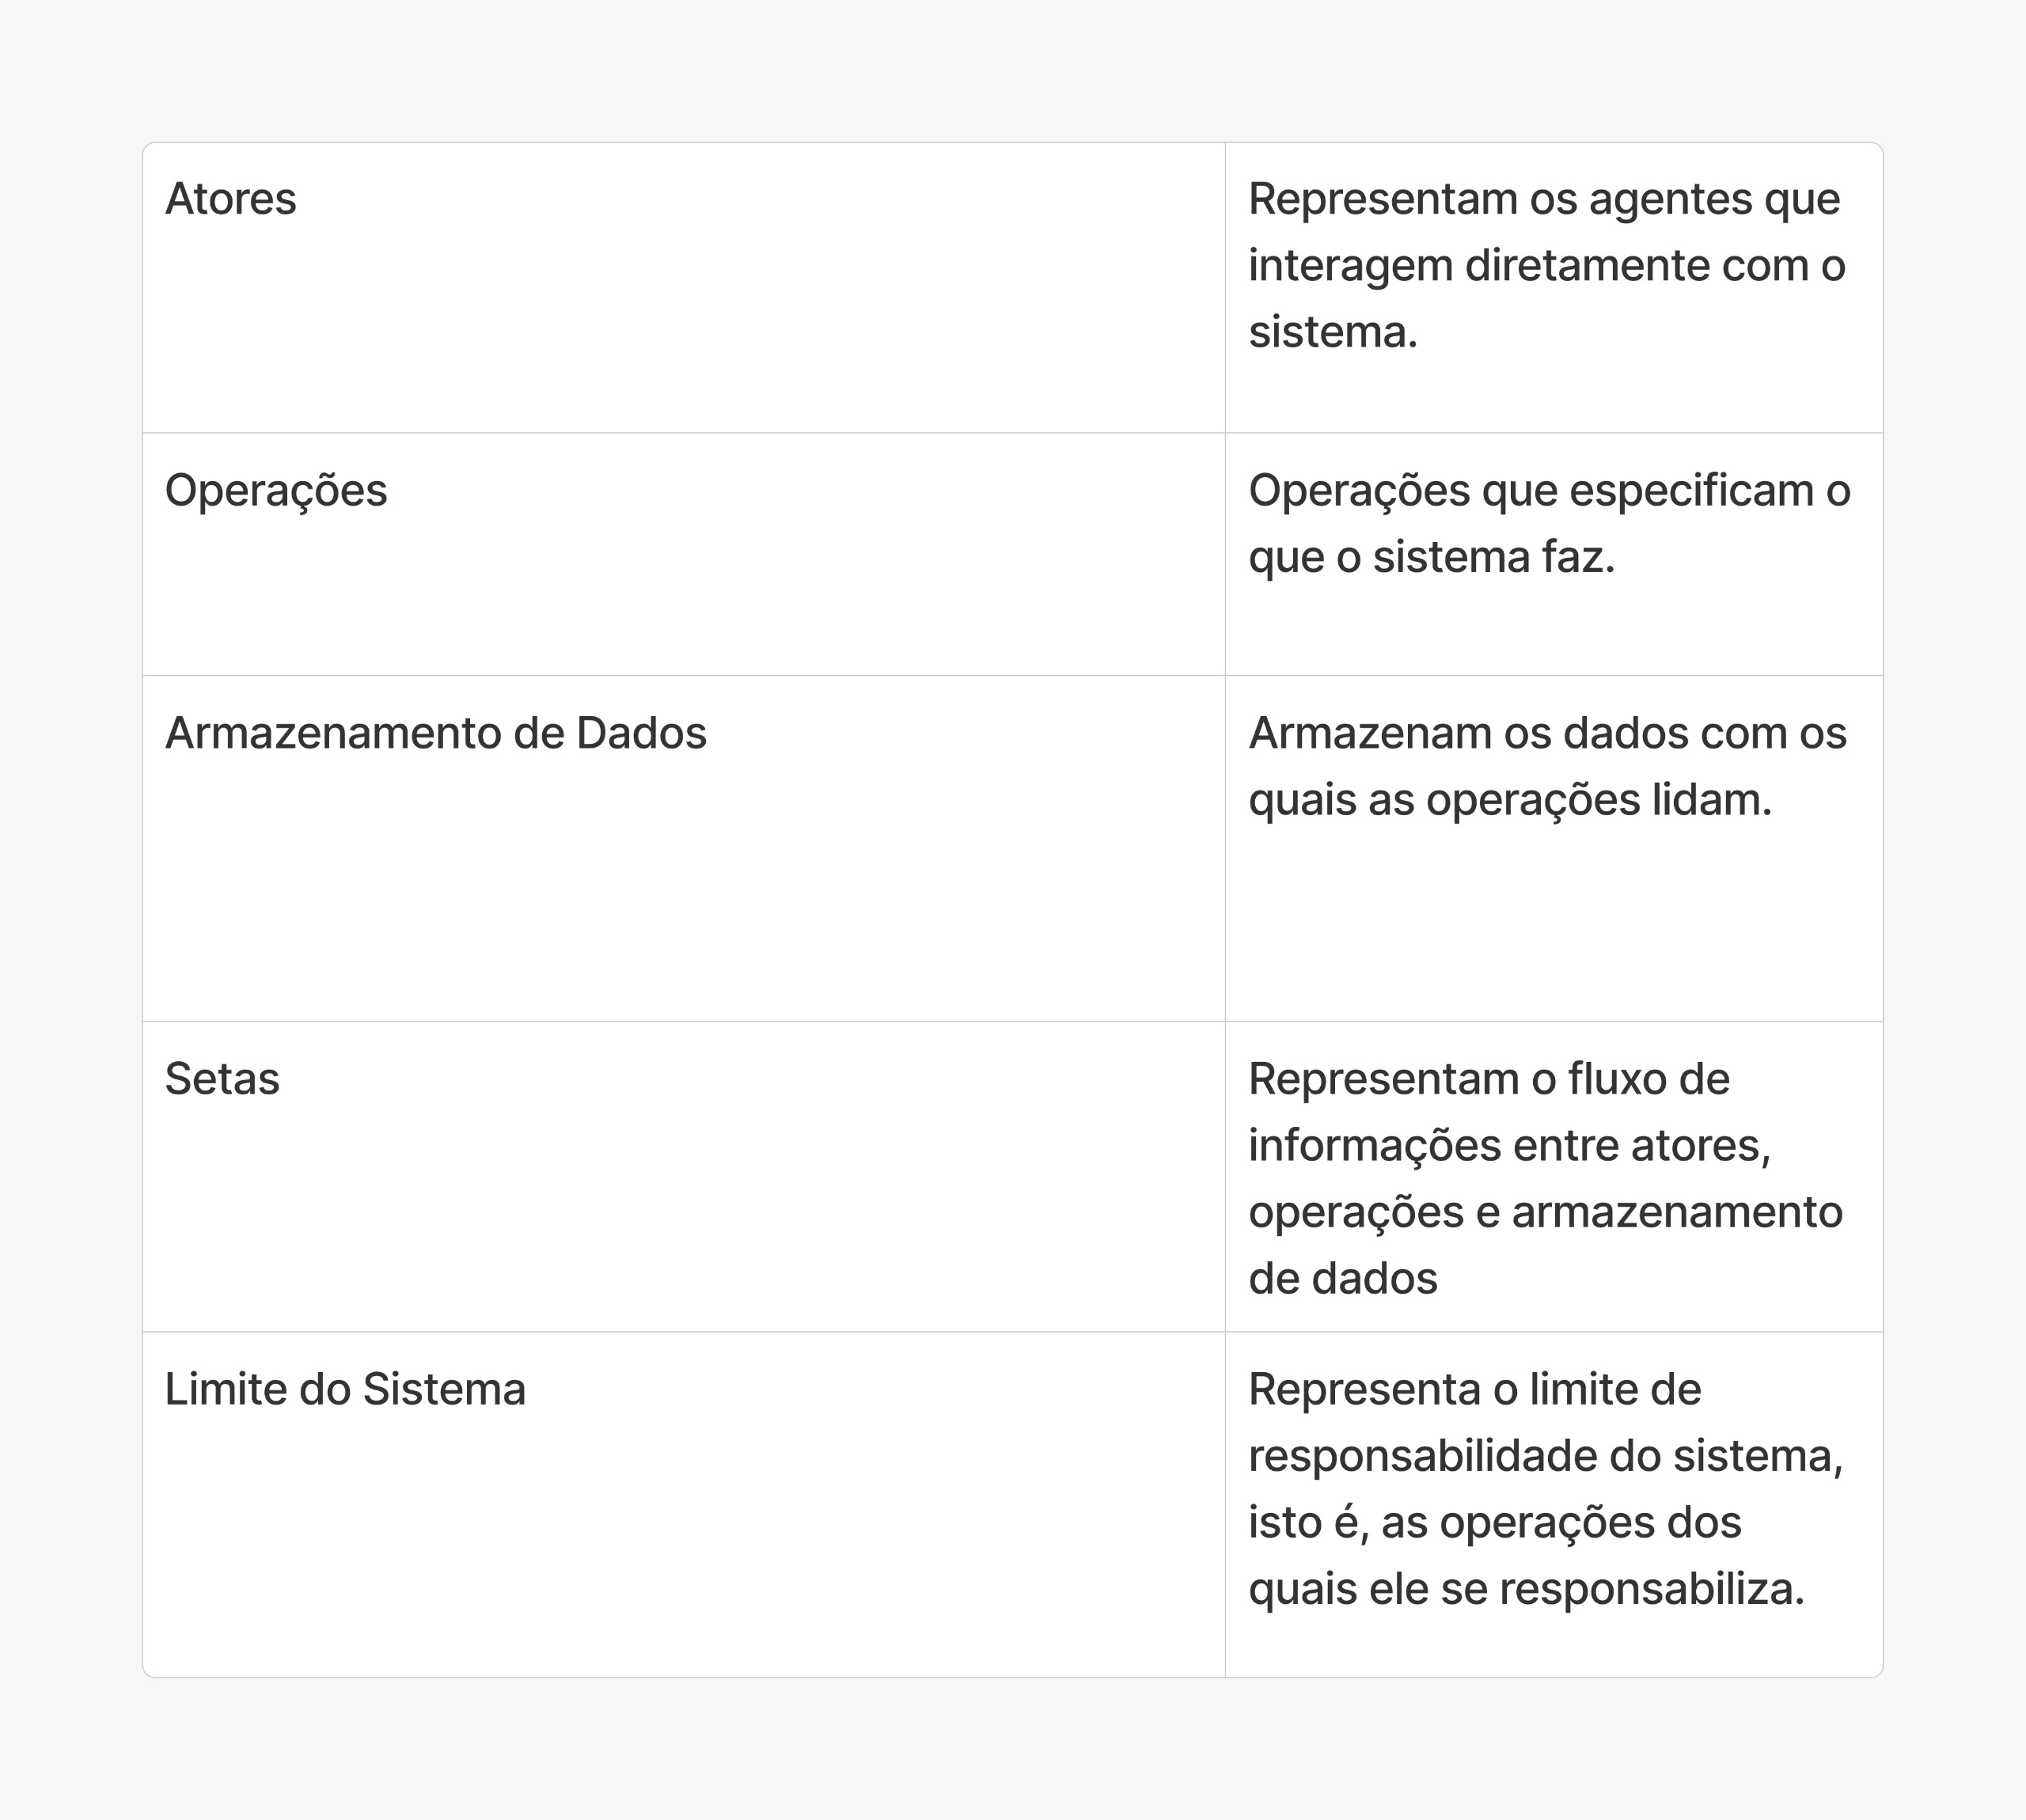 Atores
Representam os agentes que
interagem diretamente com o
sistema.
Operações
Operações que especificam o
que o sistema faz.
Armazenamento de Dados
Armazenam os dados com os
quais as operações lidam.
Setas
Representam o fluxo de
informações entre atores,
operações e armazenamento
de dados
Limite do Sistema
Representa o limite de
responsabilidade do sistema,
isto é, as operações dos
quais ele se responsabiliza.